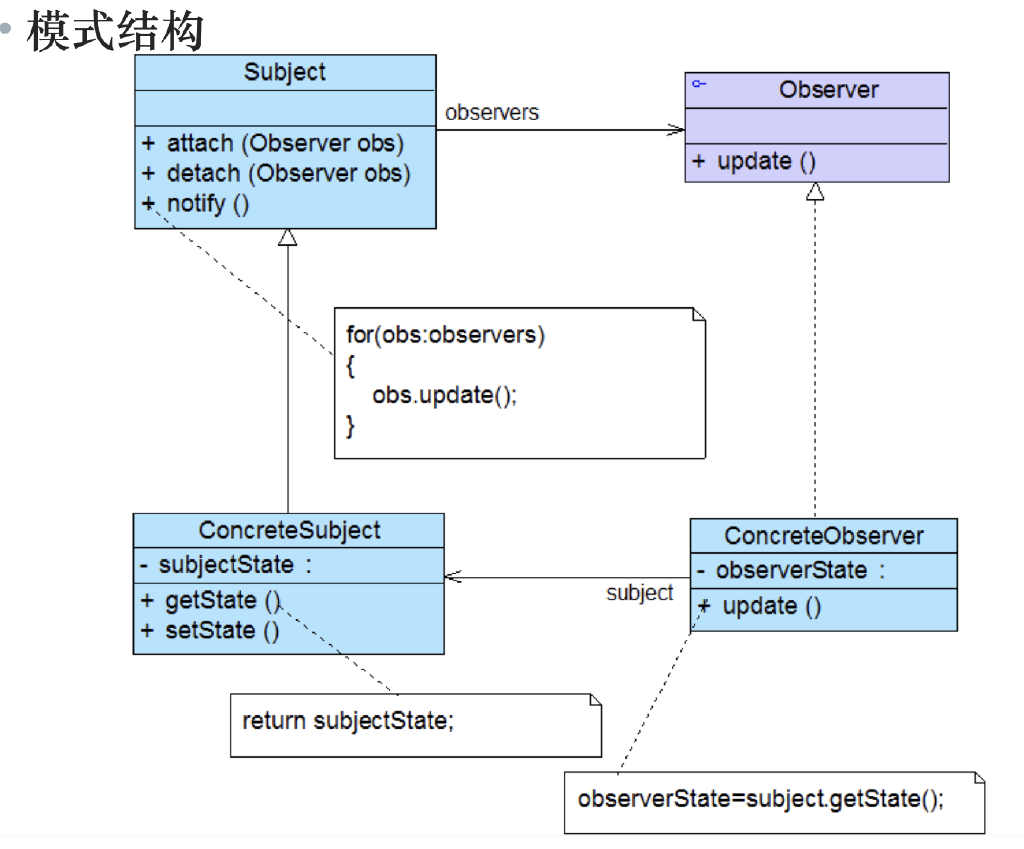 模式结构
Subject
+ attach (Observer obs)
+ detach (Observer obs)
+ notify ()
observers
Observer
+ update ()
for(obs:observers)
{
obs.update();
}
ConcreteSubject
- subjectState :
+ getState ()
+ setState ()
subject
ConcreteObserver
- observerState :
+ update ()
return subjectState;
observerState=subject.getState();